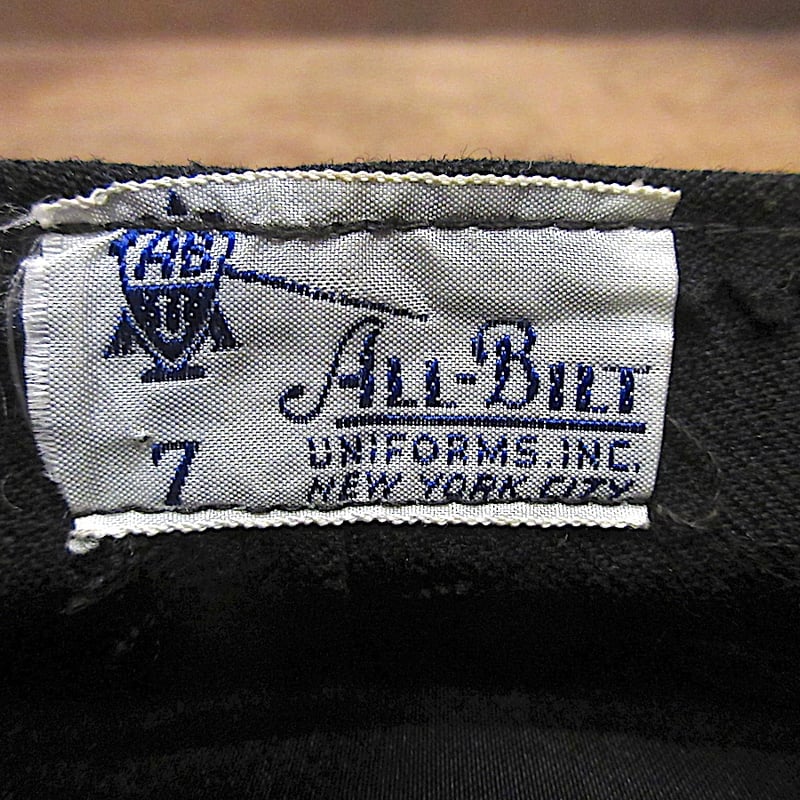 AB
U
ALL-BILT
7
UNIFORMS, INC.
NEW YORK CITY